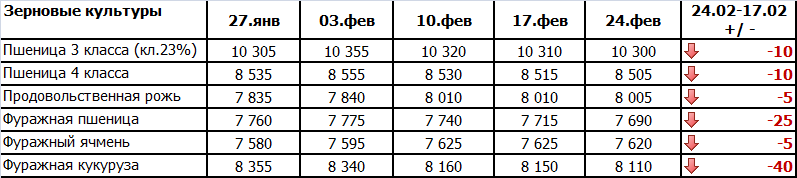 Зерновые культуры 27.янв 03.фев 10.фев 17.фев 24.фев 24.02-17.02
+/ -
Пшеница 3 класса (кл.23%) 10 305 10 355 10 320 10 310 10 300 -10
Пшеница 4 класса 8 535 8 555 8 530 8 515 8 505 -10
Продовольственная рожь 7 835 7 840 8 010 8 010 8 005 -5
Фуражная пшеница 7 760 7 775 7 740 7 715 7 690 -25
Фуражный ячмень 7 580 7 595 7 625 7 625 7 620 -5
Фуражная кукуруза 8 355 8 340 8 160 8 150 8 110 -40